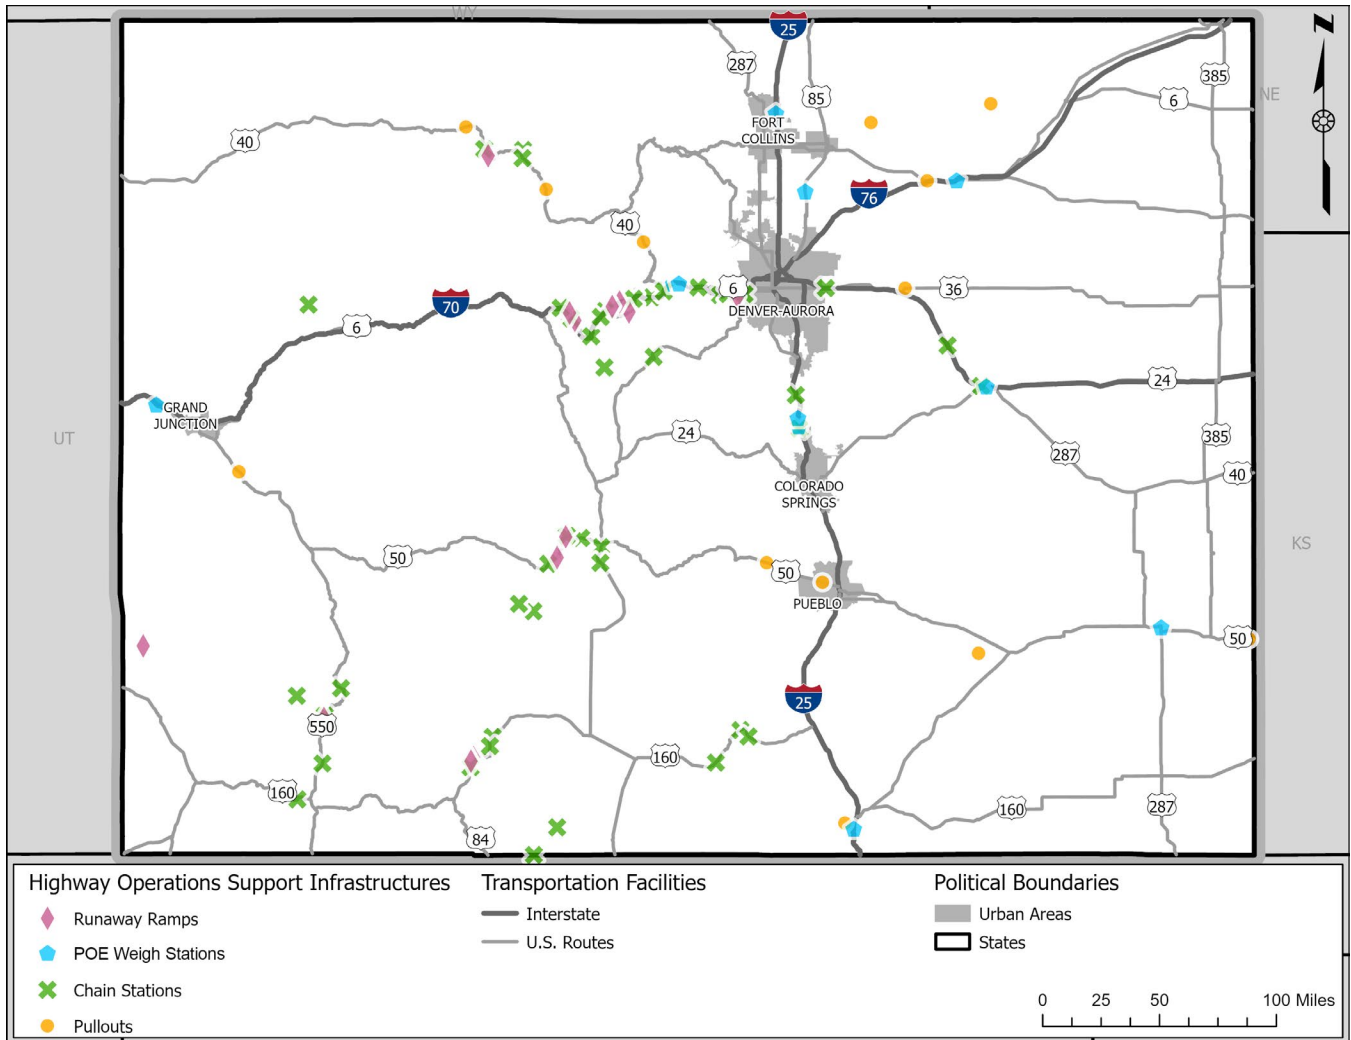 WY
N
25
287
85
385
6
NE
FORT
COLLINS
40
76
40
6
36
DENVER-AURORA
70
6
24
GRAND
JUNCTION
UT
24
385
287
40
COLORADO
SPRINGS
KS
50
50
PUEBLO
50
25
550
160
160
160
287
84
Highway Operations Support Infrastructures
Runaway Ramps
POE Weigh Stations
Chain Stations
Pullouts
Transportation Facilities
Interstate
U.S. Routes
Political Boundaries
Urban Areas
States
0 25 50 100 Miles